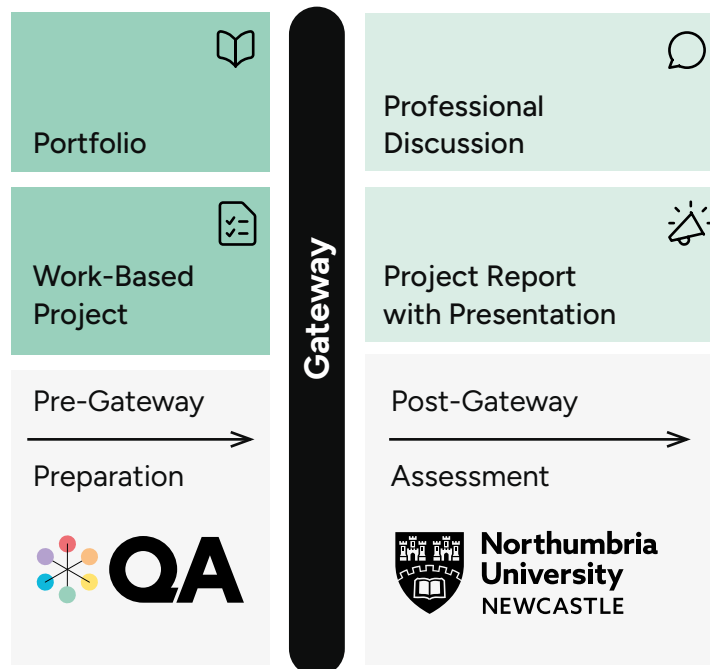 Portfolio
Work-Based
Project
Pre-Gateway
Preparation
QA
Gateway
Professional
Discussion
Project Report
with Presentation
Post-Gateway
Assessment
Northumbria
University
NEWCASTLE